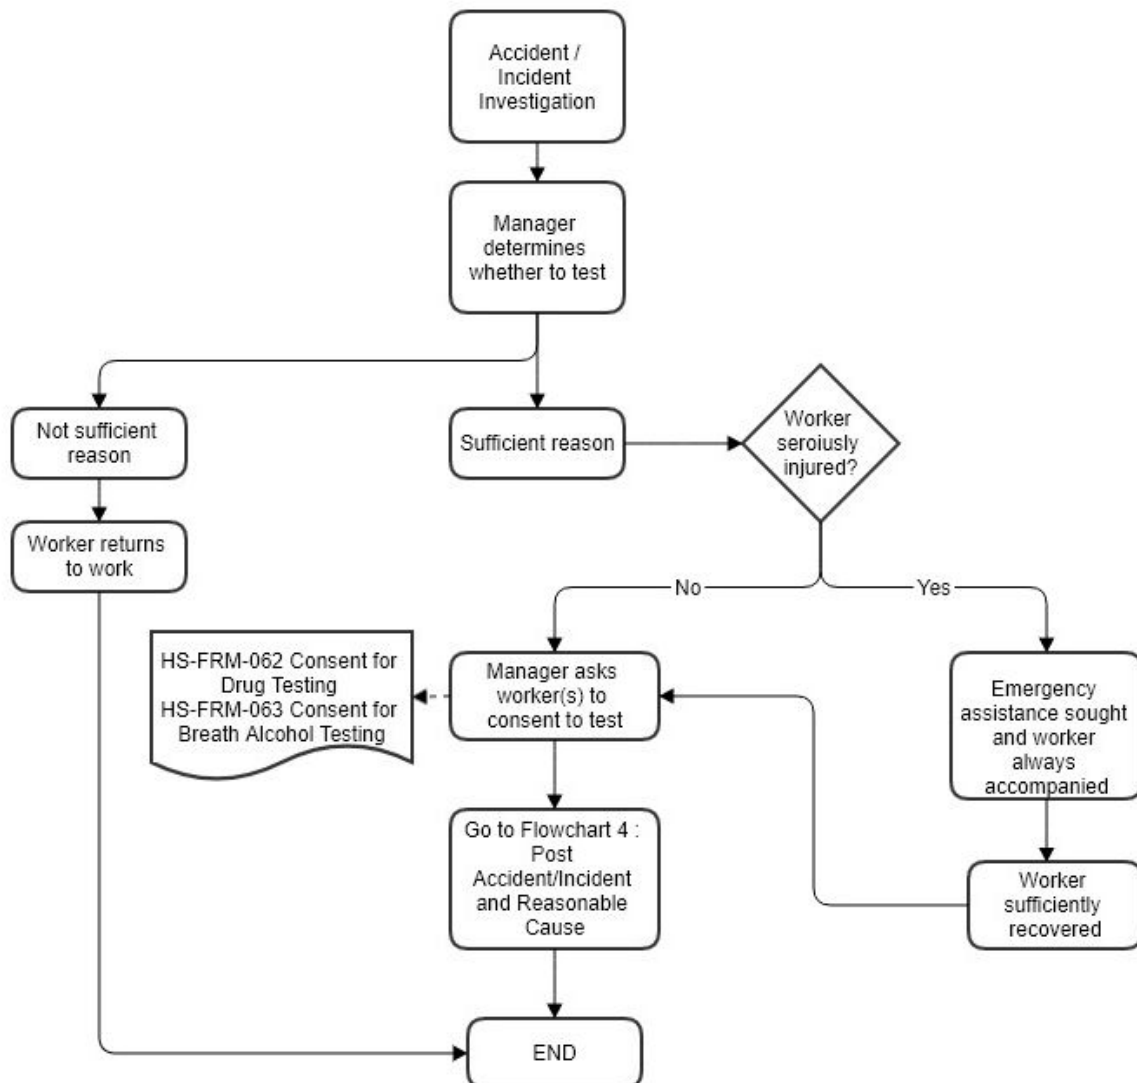 Accident /
Incident
Investigation
Manager
determines
whether to test
Not sufficient
reason
Sufficient reason
Worker
seroiusly
injured?
Worker returns
to work
No
Yes
HS-FRM-062 Consent for
Drug Testing
HS-FRM-063 Consent for
Breath Alcohol Testing
Manager asks
worker(s) to
consent to test
Emergency
assistance sought
and worker
always
accompanied
Go to Flowchart 4 :
Post
Accident/Incident
and Reasonable
Cause
Worker
sufficiently
recovered
END